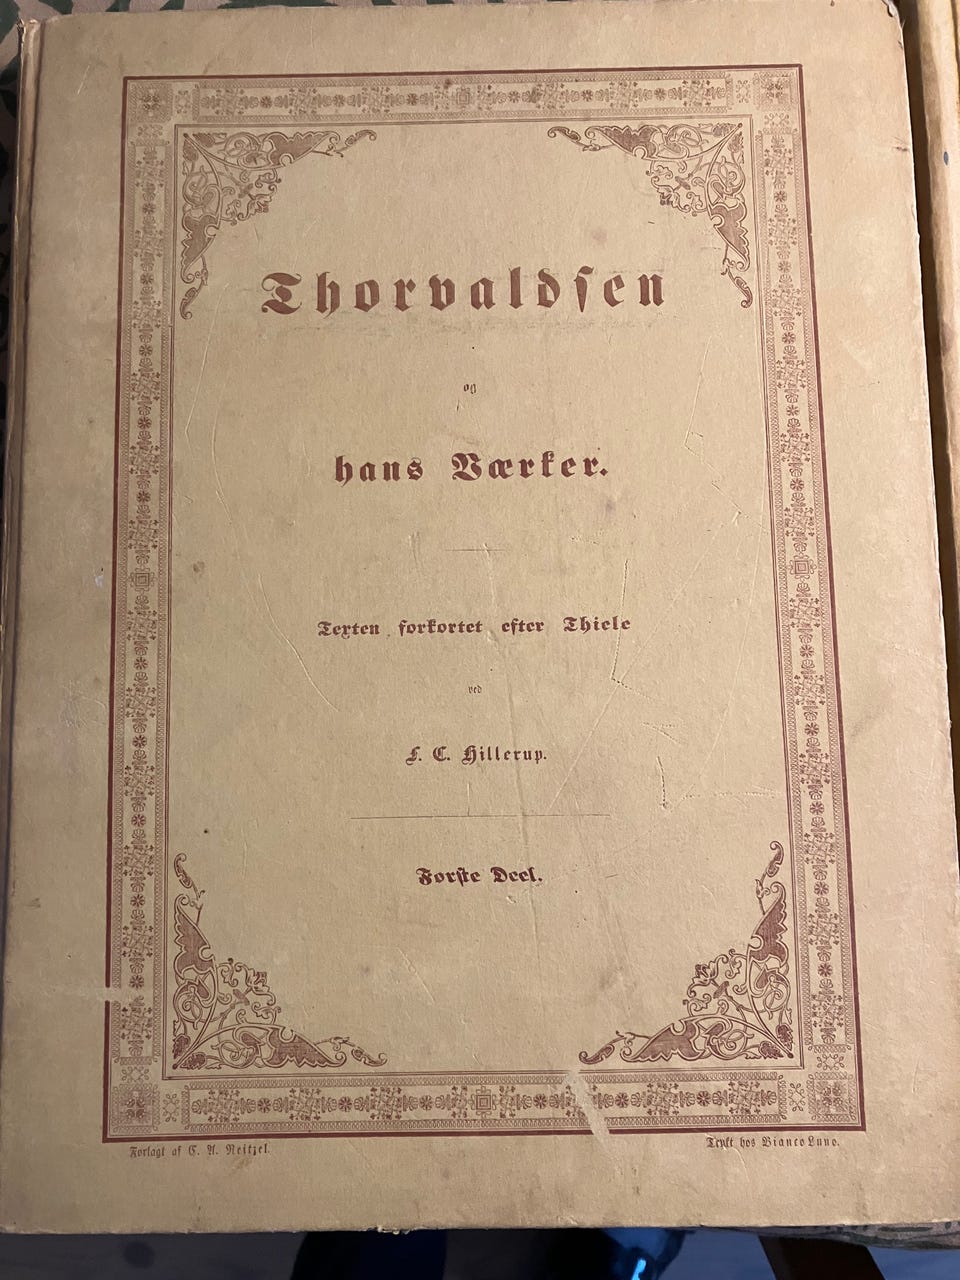 Thorvaldsen
og
hans Værker.
Texten forkortet efter Thiele
ved
F. C. Hillerup.
Første Deel.
Forlagt af C. A. Reitzel.
Trykt hos Bianco Luno.